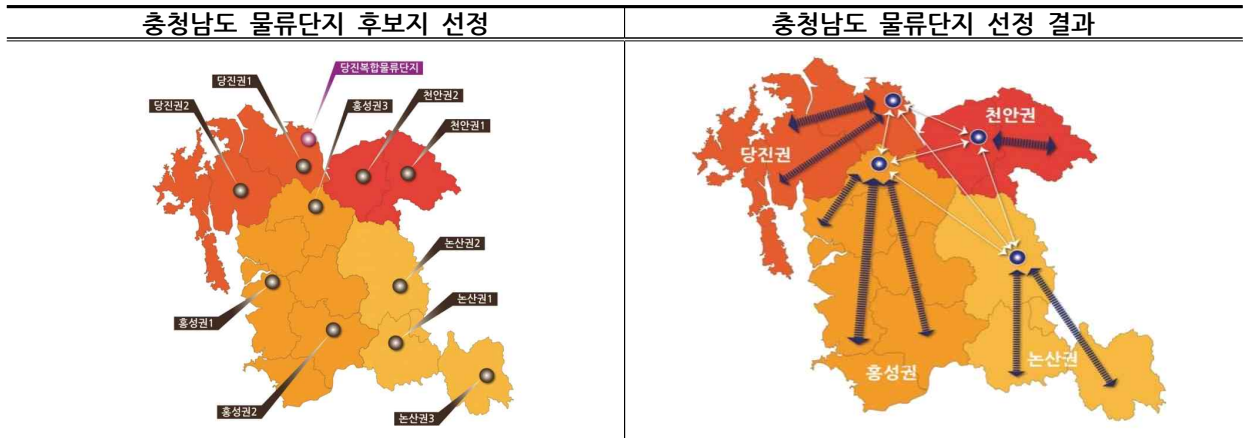 충청남도 물류단지 후보지 선정
충청남도 물류단지 선정 결과
당진복합물류단지
당진권1
천안권2
당진권2
홍성권3
천안권1
논산권2
논산권1
홍성권1
홍성권2
논산권3
천안권
당진권
홍성권
논산권